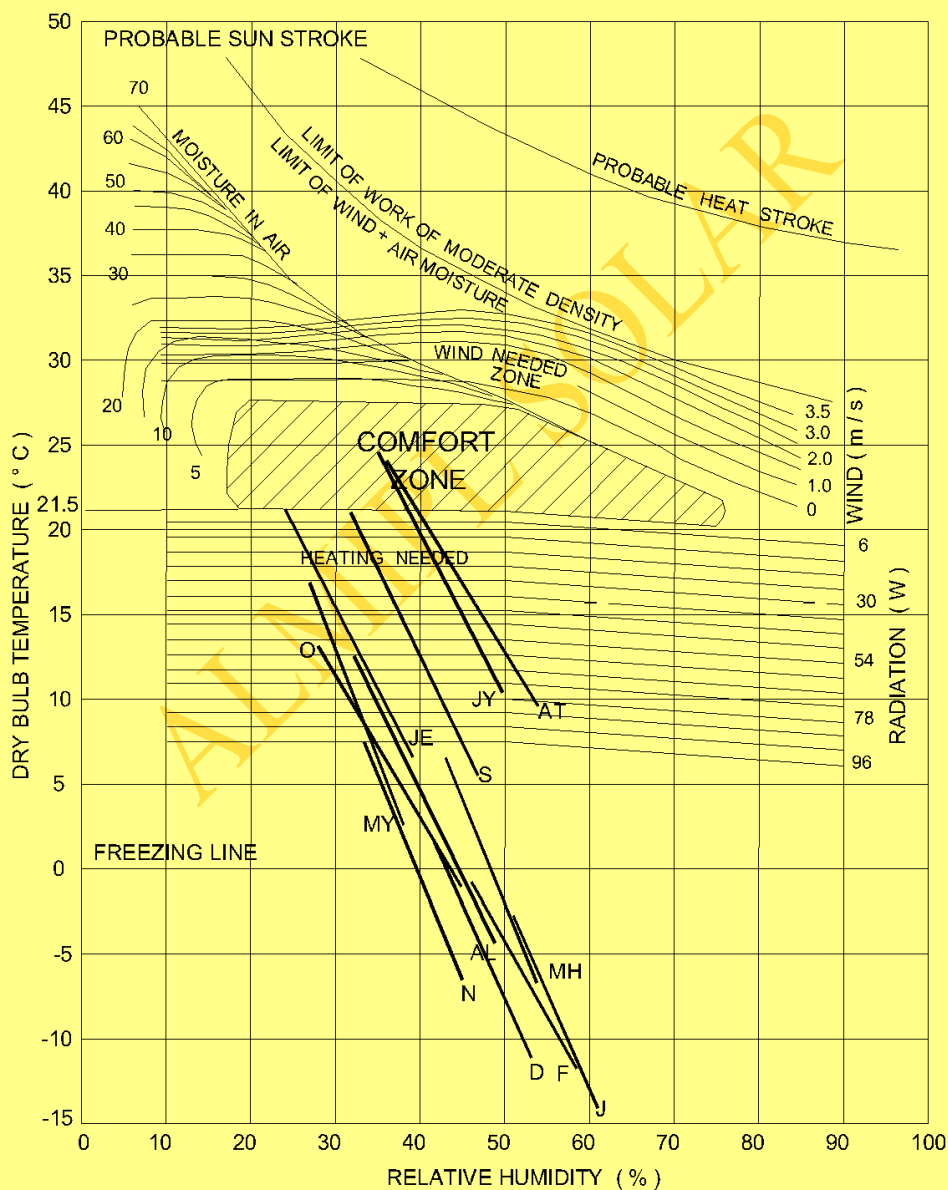 50
PROBABLE SUN STROKE
70
45
60
MOISTURE IN AIR
LIMIT OF WORK OF MODERATE DENSITY
LIMIT OF WIND + AIR MOISTURE
PROBABLE HEAT STROKE
50
40
40
35
30
30
WIND NEEDED
ZONE
20
10
5
3.5
3.0
2.0
1.0
0
WIND ( m / s )
COMFORT
ZONE
25
21.5
20
HEATING NEEDED
6
30
54
78
96
RADIATION ( W )
15
O
10
JY
AT
JE
S
5
MY
FREEZING LINE
0
AL
MH
-5
N
-10
D
F
J
-15
0 10 20 30 40 50 60 70 80 90 100
RELATIVE HUMIDITY ( % )
DRY BULB TEMPERATURE ( ° C )
ALMIPL SOLAR